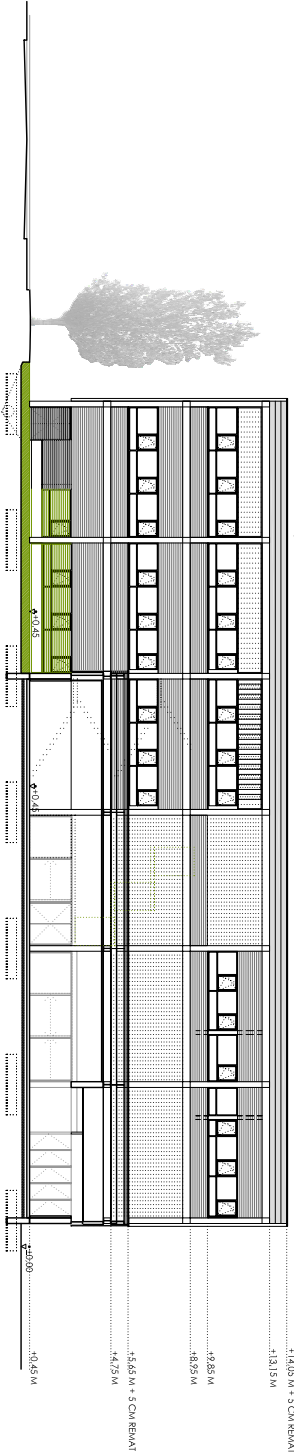 +14,05 M + 5 CM REMAT
+13,15 M
+9,85 M
+8,95 M
+5,65 M + 5 CM REMAT
+4,75 M
+0,45 M
±0,00
+0,45
+0,45